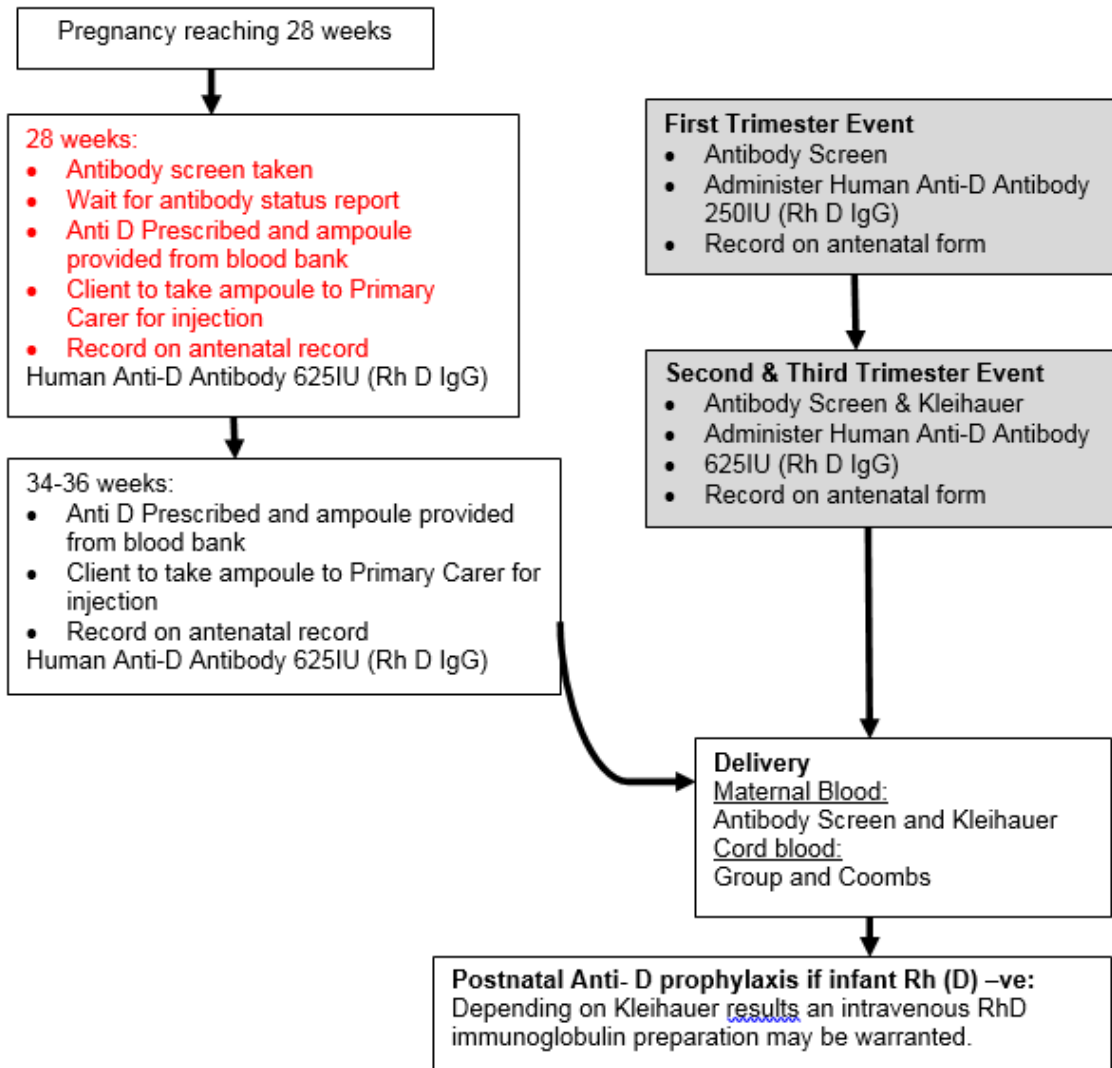 Pregnancy reaching 28 weeks
28 weeks:
• Antibody screen taken
• Wait for antibody status report
• Anti D Prescribed and ampoule
provided from blood bank
• Client to take ampoule to Primary
Carer for injection
• Record on antenatal record
Human Anti-D Antibody 625IU (Rh D IgG)
34-36 weeks:
• Anti D Prescribed and ampoule provided
from blood bank
• Client to take ampoule to Primary Carer for
injection
• Record on antenatal record
Human Anti-D Antibody 625IU (Rh D IgG)
First Trimester Event
• Antibody Screen
• Administer Human Anti-D Antibody
250IU (Rh D IgG)
• Record on antenatal form
Second & Third Trimester Event
• Antibody Screen & Kleihauer
• Administer Human Anti-D Antibody
• 625IU (Rh D IgG)
• Record on antenatal form
Delivery
Maternal Blood:
Antibody Screen and Kleihauer
Cord blood:
Group and Coombs
Postnatal Anti- D prophylaxis if infant Rh (D) –ve:
Depending on Kleihauer results an intravenous RhD
immunoglobulin preparation may be warranted.